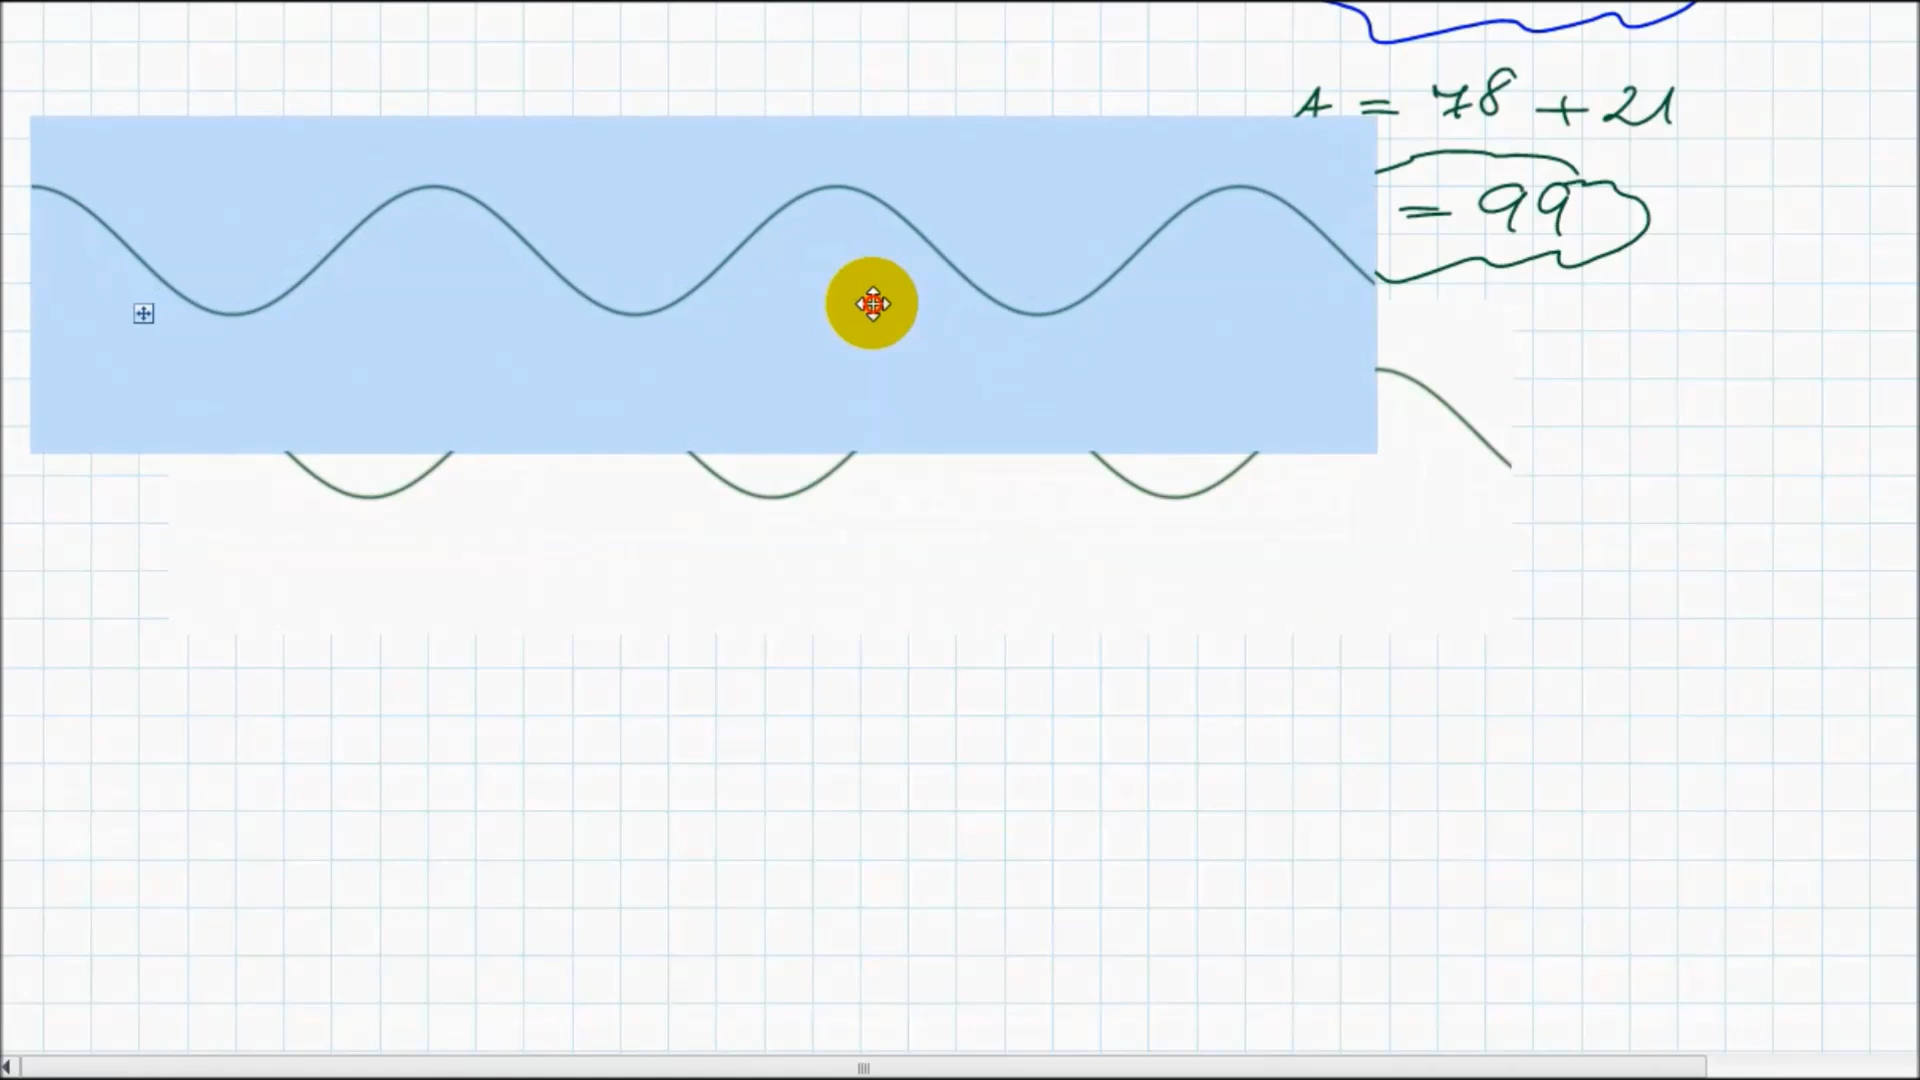 A = 78 + 21
= 99